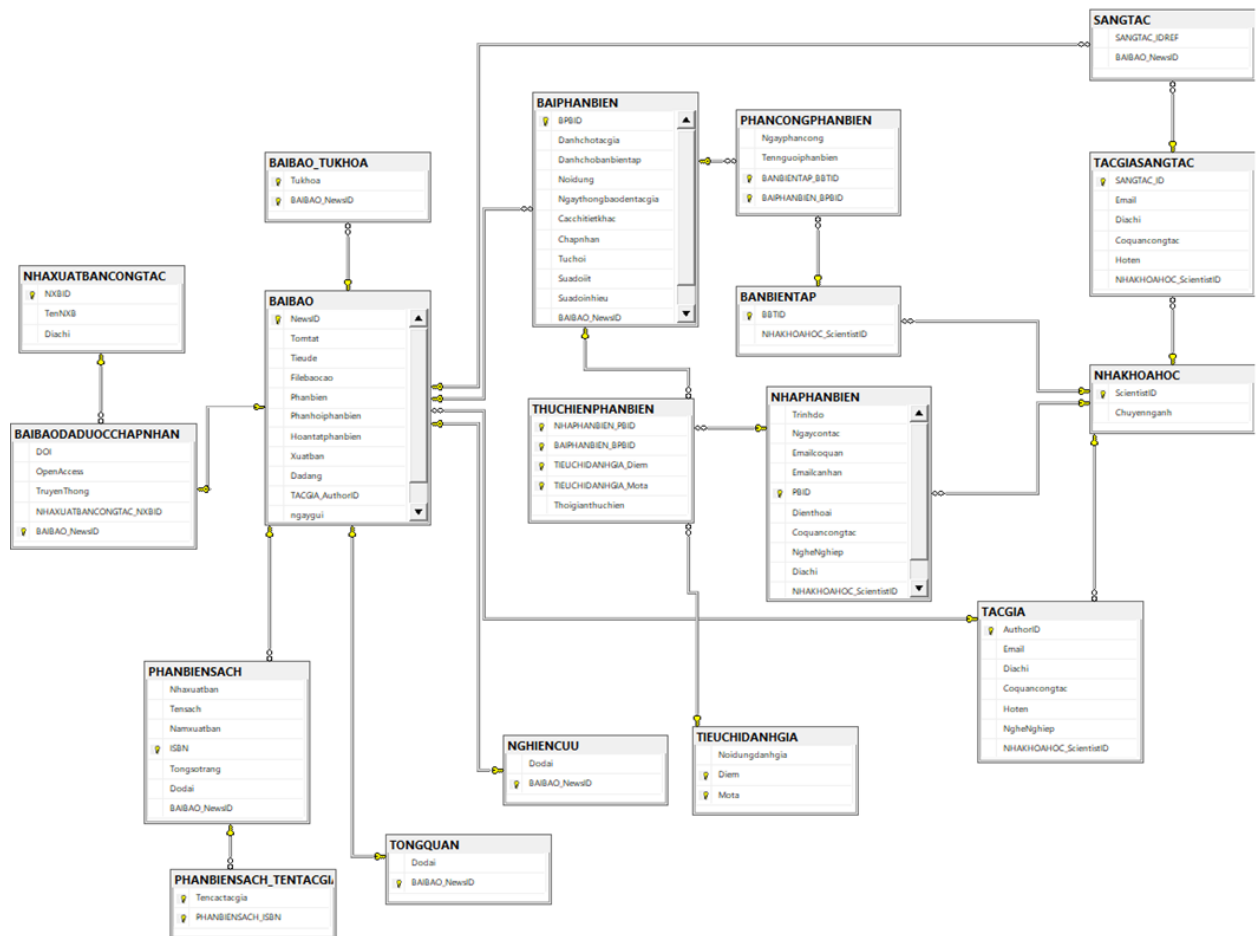 SANGTAC
SANGTAC_IDREF
BAIBAO_NewsID
BAIPHANBIEN
BPBID
Danhchotacgia
Danhchobanbientap
Noidung
Ngaythongbaodentacgia
Cacchitietkhac
Chapnhan
Tuchoi
Suadoiit
Suadoinhieu
BAIBAO_NewsID
PHANCONGPHANBIEN
Ngayphancong
Tennguoiphanbien
BANBIENTAP_BBTID
BAIPHANBIEN_BPBID
BAIBAO_TUKHOA
Tukhoa
BAIBAO_NewsID
TACGIASANGTAC
SANGTAC_ID
Email
Diachi
Coquancongtac
Hoten
NHAKHOAHOC_ScientistID
NHAXUATBANCONGTAC
NXBID
TenNXB
Diachi
BAIBAO
NewsID
Tomtat
Tieude
Filebaocao
Phanbien
Phanhoiphanbien
Hoantatphanbien
Xuatban
Dadang
TACGIA_AuthorID
ngaygui
BANBIENTAP
BBTID
NHAKHOAHOC_ScientistID
NHAKHOAHOC
ScientistID
Chuyennganh
BAIBAODADUOCCHAPNHAN
DOI
OpenAccess
TruyenThong
NHAXUATBANCONGTAC_NXBID
BAIBAO_NewsID
THUCHIENPHANBIEN
NHAPHANBIEN_PBID
BAIPHANBIEN_BPBID
TIEUCHIDANHGIA_Diem
TIEUCHIDANHGIA_Mota
Thoigianthuchien
NHAPHANBIEN
Trinhdo
Ngaycontac
Emailcoquan
Emailcanhan
PBID
Dienthoai
Coquancongtac
NgheNghiep
Diachi
NHAKHOAHOC_ScientistID
TACGIA
AuthorID
Email
Diachi
Coquancongtac
Hoten
NgheNghiep
NHAKHOAHOC_ScientistID
PHANBIENSACH
Nhaxuatban
Tensach
Namxuatban
ISBN
Tongsotrang
Dodai
BAIBAO_NewsID
NGHIENCUU
Dodai
BAIBAO_NewsID
TIEUCHIDANHGIA
Noidungdanhgia
Diem
Mota
TONGQUAN
Dodai
BAIBAO_NewsID
PHANBIENSACH_TENTACGI
Tencactacgia
PHANBIENSACH_ISBN